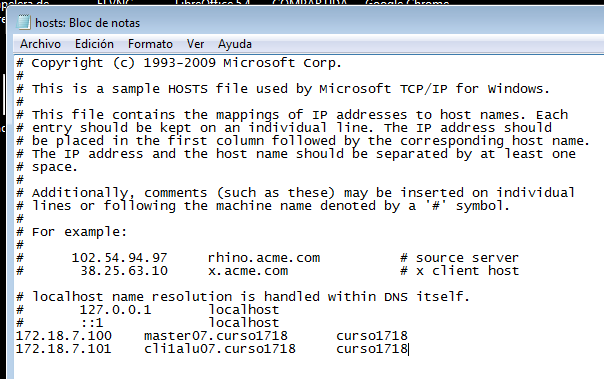 hosts: Bloc de notas
Archivo Edición Formato Ver Ayuda
# Copyright (c) 1993-2009 Microsoft Corp.
#
# This is a sample HOSTS file used by Microsoft TCP/IP for Windows.
#
# This file contains the mappings of IP addresses to host names. Each
# entry should be kept on an individual line. The IP address should
# be placed in the first column followed by the corresponding host name.
# The IP address and the host name should be separated by at least one
# space.
#
# Additionally, comments (such as these) may be inserted on individual
# lines or following the machine name denoted by a '#' symbol.
#
# For example:
#
# 102.54.94.97 rhino.acme.com # source server
# 38.25.63.10 x.acme.com # x client host

# localhost name resolution is handled within DNS itself.
# 127.0.0.1 localhost
# ::1 localhost
172.18.7.100 master07.curso1718 curso1718
172.18.7.101 cli1alu07.curso1718 curso1718